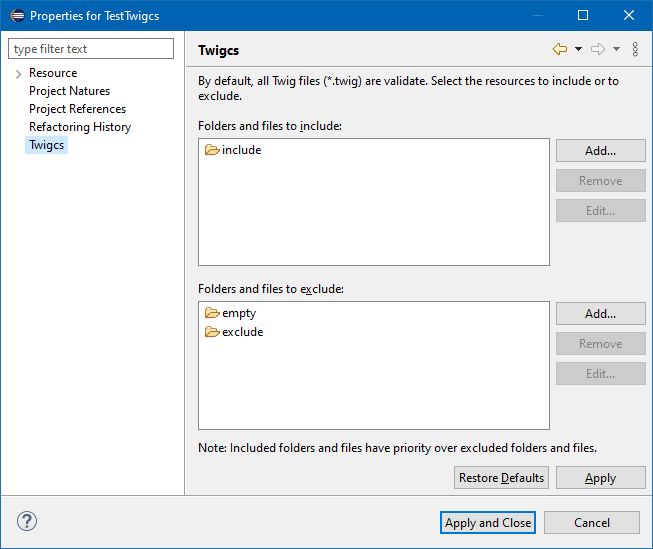 Properties for TestTwigcs
type filter text
Resource
Project Natures
Project References
Refactoring History
Twigcs
Twigcs
By default, all Twig files (*.twig) are validate. Select the resources to include or to
exclude.
Folders and files to include:
include
Add...
Remove
Edit...
Folders and files to exclude:
empty
exclude
Add...
Remove
Edit...
Note: Included folders and files have priority over excluded folders and files.
Restore Defaults
Apply
?
Apply and Close
Cancel